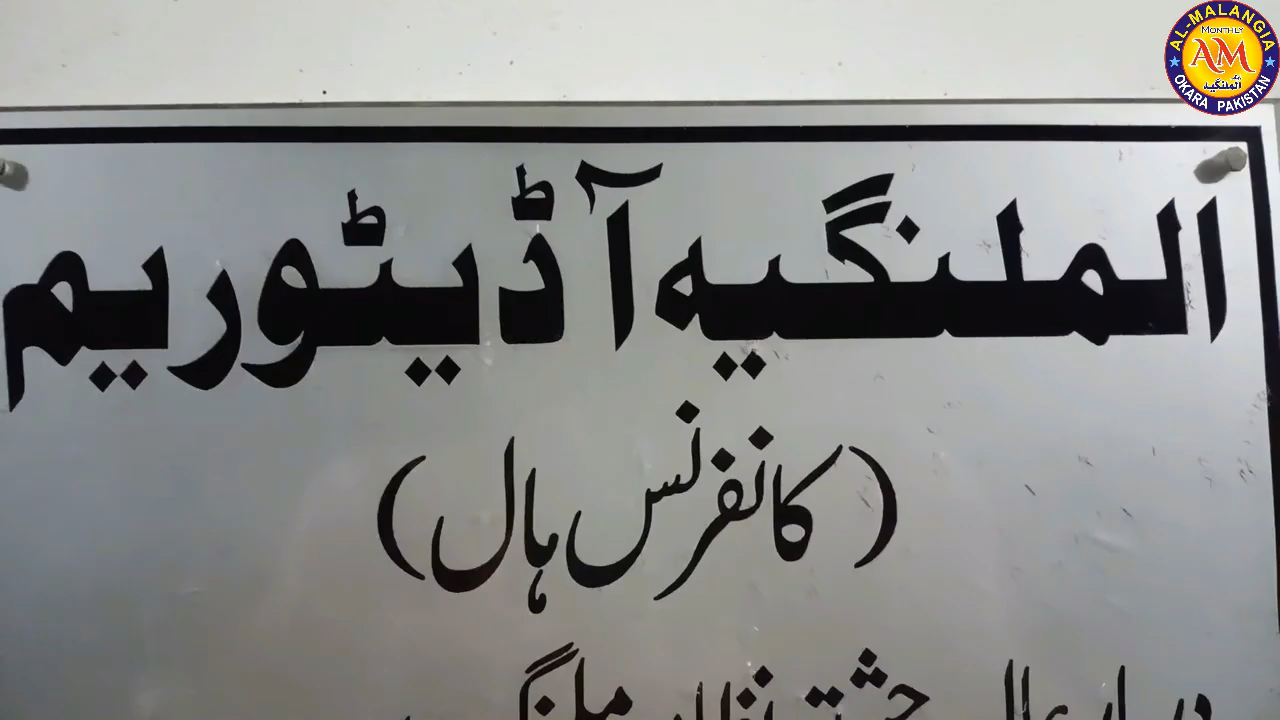 AL-MALANGIA
MONTHLY
AM
الملنگیہ
OKARA PAKISTAN
الملنگیہ آڈیٹوریم
(کانفرنس ہال)